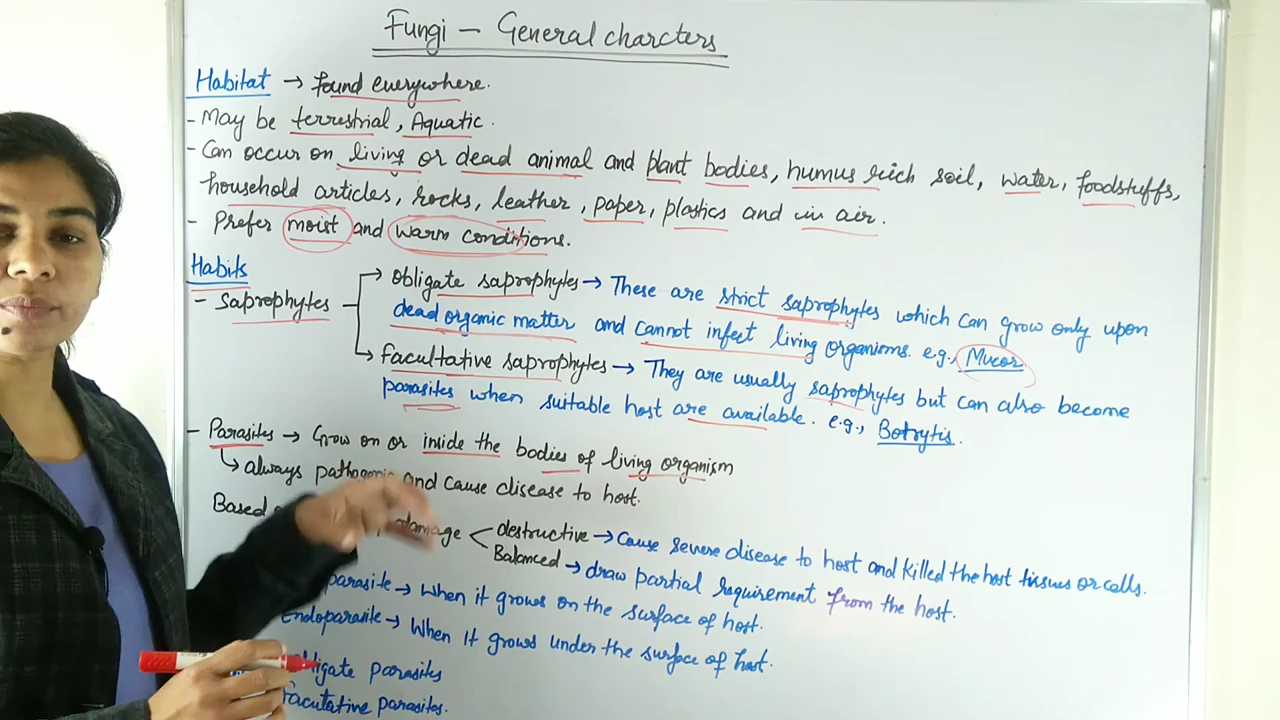 Fungi - General charcters
Habitat → found everywhere.
- May be terrestrial, Aquatic.
- Can occur on living or dead animal and plant bodies, humus rich soil, water, foodstuffs,
household articles, rocks, leather, paper, plastics and in air.
- Prefer moist and warm conditions.
Habits
- Saprophytes
Obligate saprophytes → These are strict saprophytes which can grow only upon
dead organic matter and cannot infect living organisms. e.g., Mucor
Facultative saprophytes → They are usually saprophytes but can also become
parasites when suitable host are available. e.g., Botrytis.
- Parasites → Grow on or inside the bodies of living organism
↳ always pathogenic and cause disease to host.
Based damage
destructive → Cause severe disease to host and killed the host tissues or cells.
Balanced → draw partial requirement from the host.
parasite → When it grows on the surface of host.
Endoparasite → When it grows under the surface of host.
parasites
Facutative parasites.